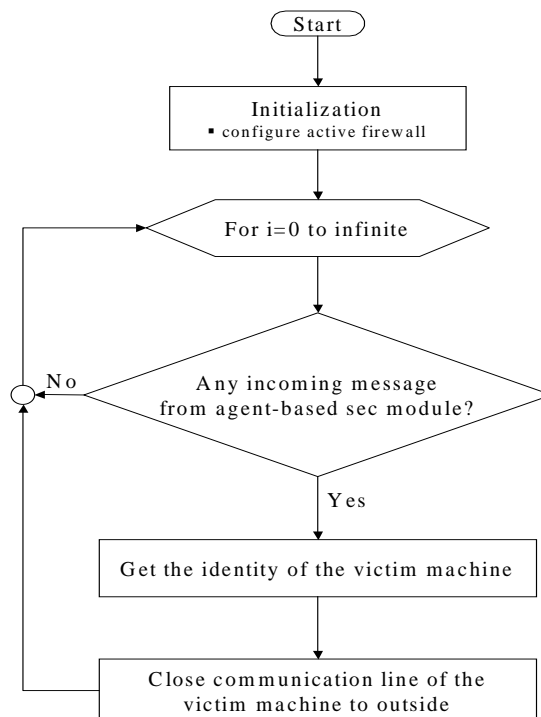 Start
Initialization
▪ configure active firewall
For i=0 to infinite
Any incoming message
from agent-based sec module?
No
Yes
Get the identity of the victim machine
Close communication line of the
victim machine to outside